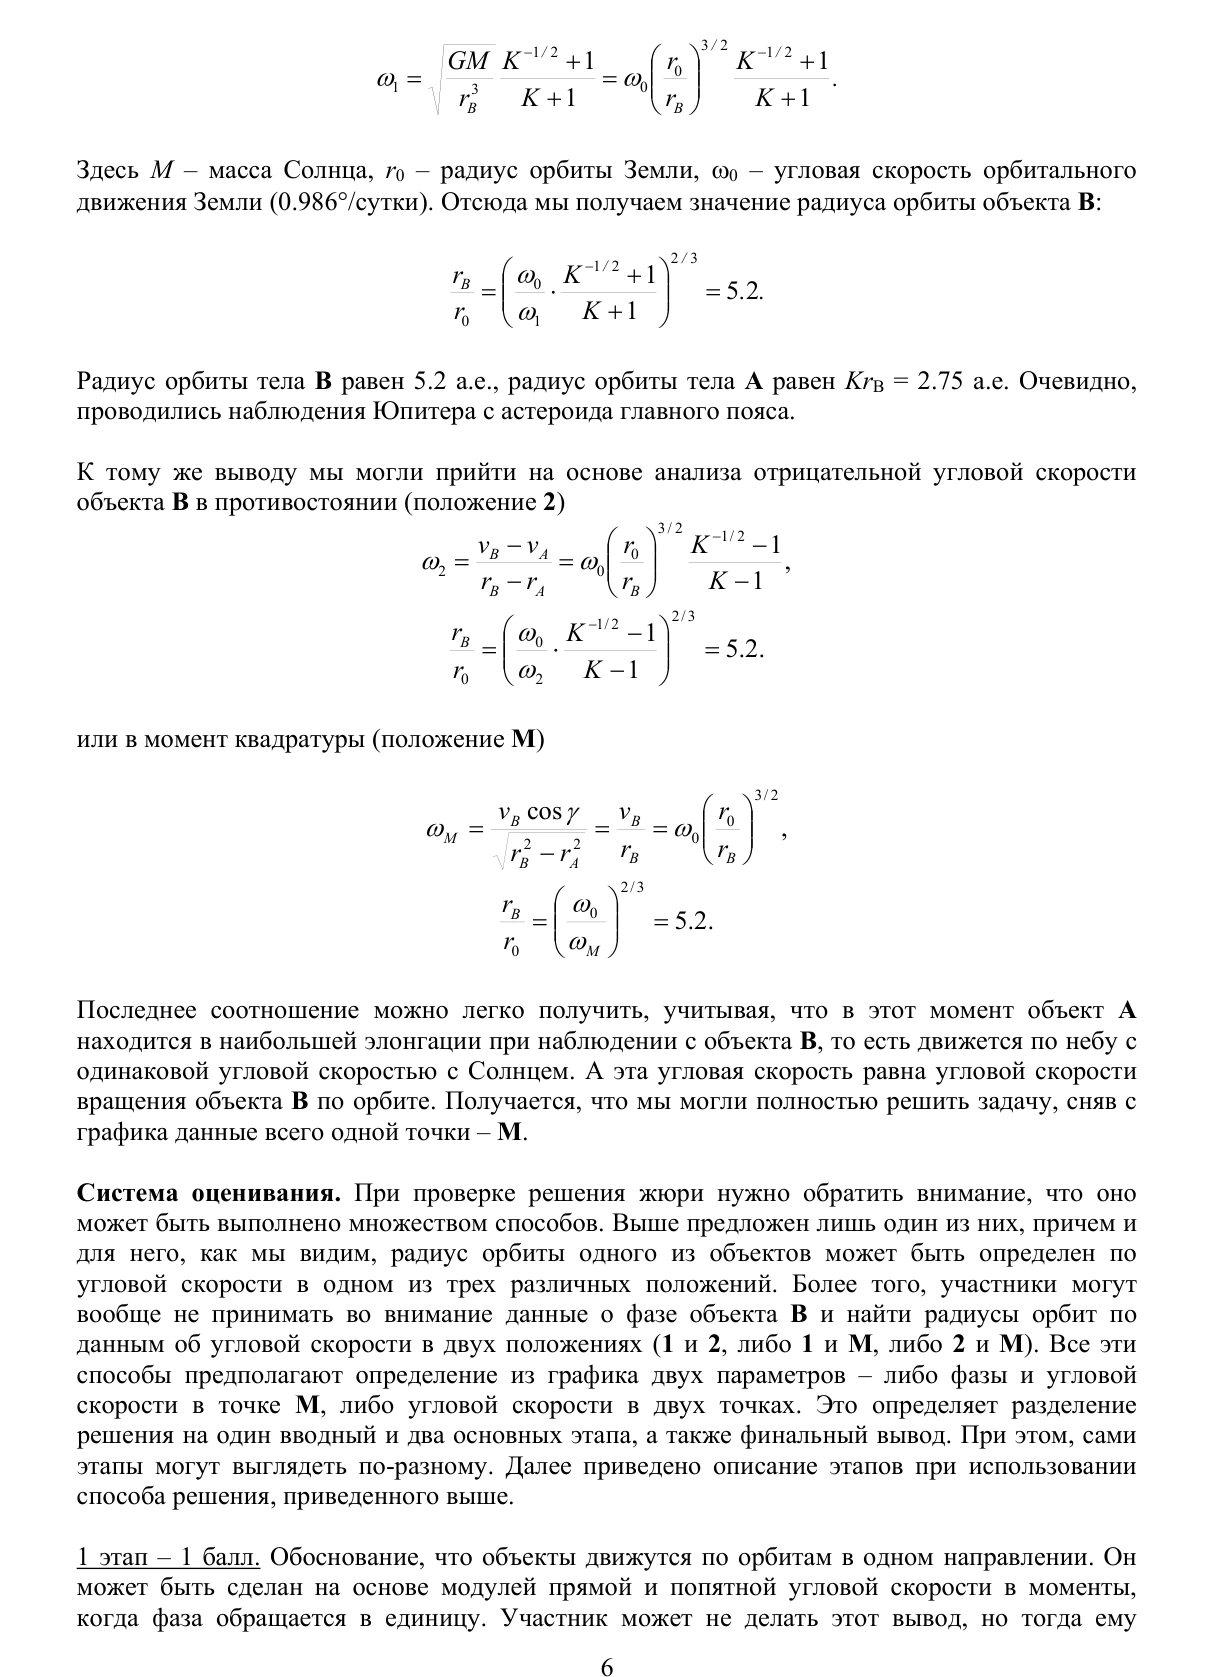 ω₁ = √(GM / r_B³) (K^(−1/2) + 1) / (K + 1) = ω₀ (r₀ / r_B)^(3/2) (K^(−1/2) + 1) / (K + 1).
Здесь M – масса Солнца, r₀ – радиус орбиты Земли, ω₀ – угловая скорость орбитального
движения Земли (0.986°/сутки). Отсюда мы получаем значение радиуса орбиты объекта В:
r_B / r₀ = (ω₀ / ω₁ · (K^(−1/2) + 1) / (K + 1))^(2/3) = 5.2.
Радиус орбиты тела В равен 5.2 а.е., радиус орбиты тела А равен Kr_В = 2.75 а.е. Очевидно,
проводились наблюдения Юпитера с астероида главного пояса.
К тому же выводу мы могли прийти на основе анализа отрицательной угловой скорости
объекта В в противостоянии (положение 2)
ω₂ = (v_B − v_A) / (r_B − r_A) = ω₀ (r₀ / r_B)^(3/2) (K^(−1/2) − 1) / (K − 1),
r_B / r₀ = (ω₀ / ω₂ · (K^(−1/2) − 1) / (K − 1))^(2/3) = 5.2.
или в момент квадратуры (положение М)
ω_M = v_B cos γ / √(r_B² − r_A²) = v_B / r_B = ω₀ (r₀ / r_B)^(3/2),
r_B / r₀ = (ω₀ / ω_M)^(2/3) = 5.2.
Последнее соотношение можно легко получить, учитывая, что в этот момент объект А
находится в наибольшей элонгации при наблюдении с объекта В, то есть движется по небу с
одинаковой угловой скоростью с Солнцем. А эта угловая скорость равна угловой скорости
вращения объекта В по орбите. Получается, что мы могли полностью решить задачу, сняв с
графика данные всего одной точки – М.
Система оценивания. При проверке решения жюри нужно обратить внимание, что оно
может быть выполнено множеством способов. Выше предложен лишь один из них, причем и
для него, как мы видим, радиус орбиты одного из объектов может быть определен по
угловой скорости в одном из трех различных положений. Более того, участники могут
вообще не принимать во внимание данные о фазе объекта В и найти радиусы орбит по
данным об угловой скорости в двух положениях (1 и 2, либо 1 и М, либо 2 и М). Все эти
способы предполагают определение из графика двух параметров – либо фазы и угловой
скорости в точке М, либо угловой скорости в двух точках. Это определяет разделение
решения на один вводный и два основных этапа, а также финальный вывод. При этом, сами
этапы могут выглядеть по-разному. Далее приведено описание этапов при использовании
способа решения, приведенного выше.
1 этап – 1 балл. Обоснование, что объекты движутся по орбитам в одном направлении. Он
может быть сделан на основе модулей прямой и попятной угловой скорости в моменты,
когда фаза обращается в единицу. Участник может не делать этот вывод, но тогда ему
6